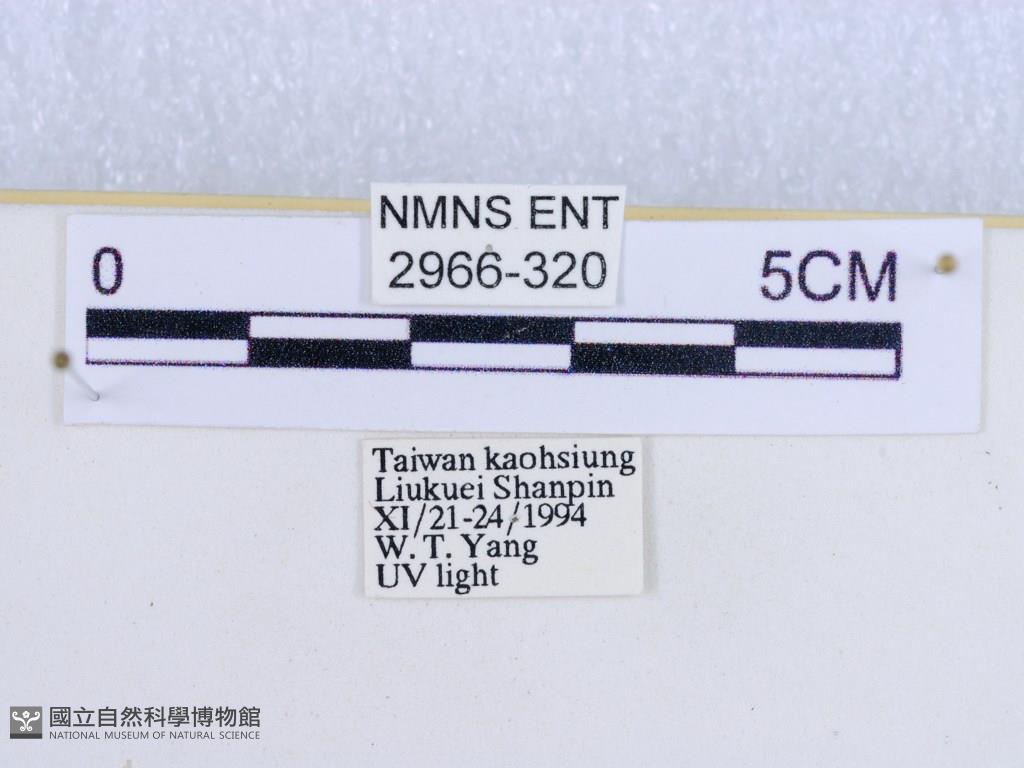 NMNS ENT
2966-320
0
5CM
Taiwan kaohsiung
Liukuei Shanpin
XI/21-24/1994
W. T. Yang
UV light
國立自然科學博物館
NATIONAL MUSEUM OF NATURAL SCIENCE